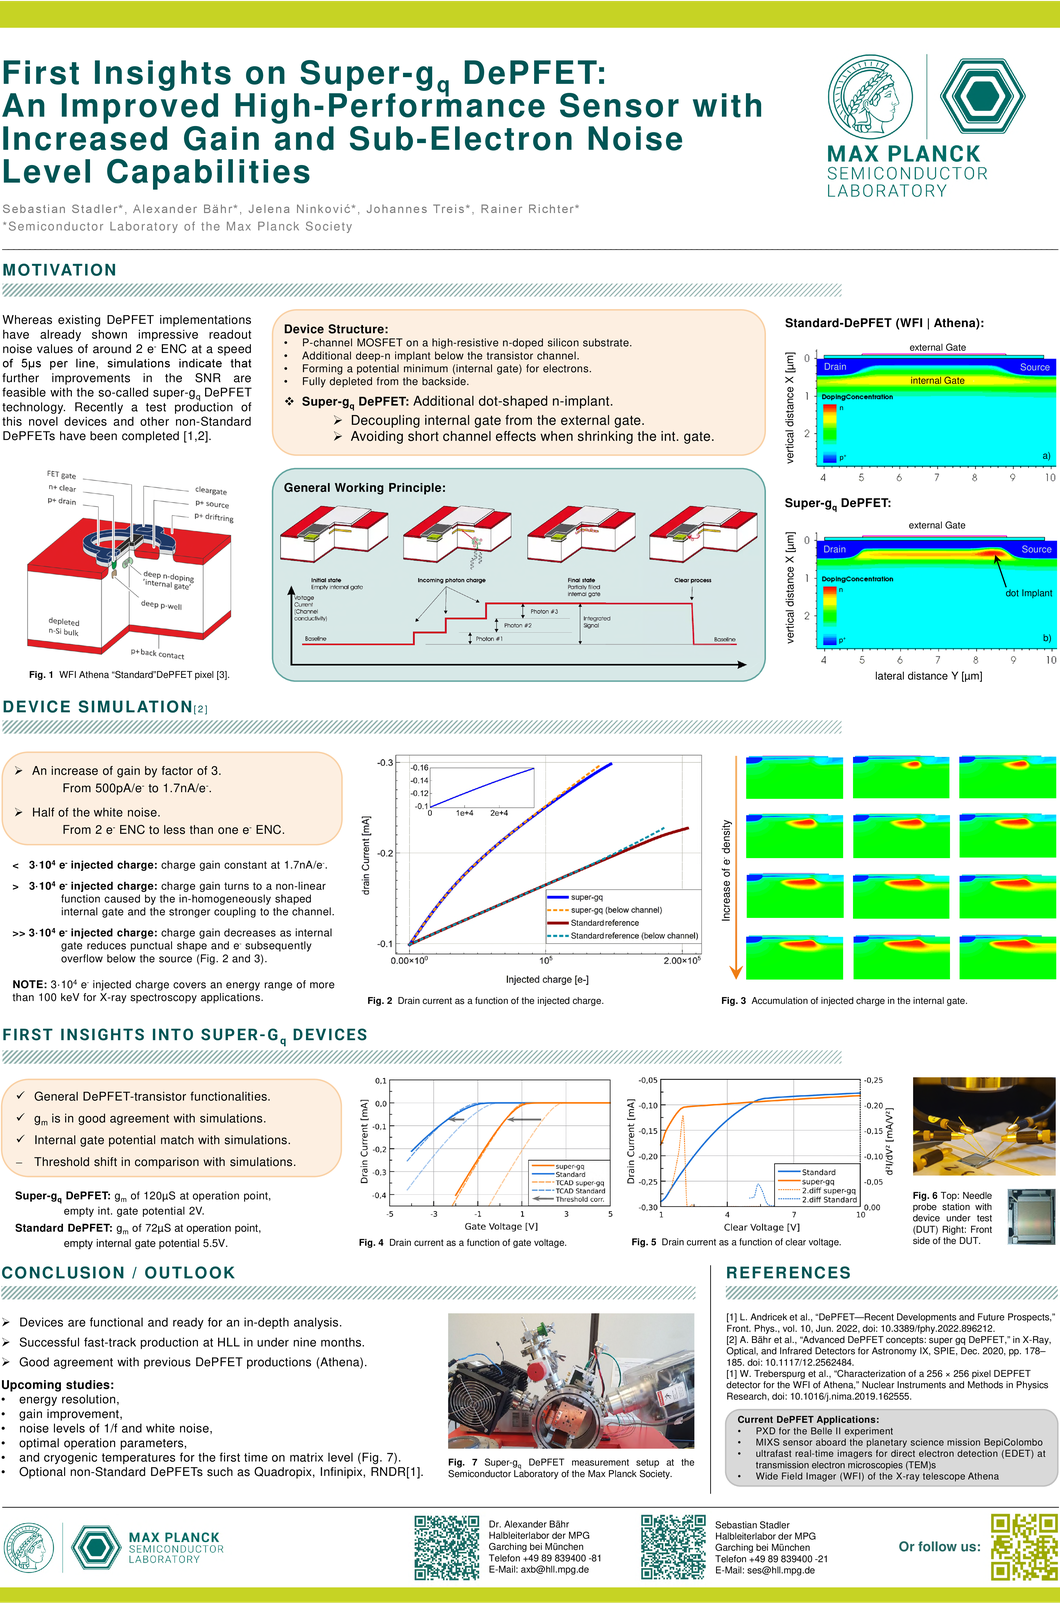 First Insights on Super-gq DePFET:
An Improved High-Performance Sensor with
Increased Gain and Sub-Electron Noise
Level Capabilities
Sebastian Stadler*, Alexander Bähr*, Jelena Ninković*, Johannes Treis*, Rainer Richter*
*Semiconductor Laboratory of the Max Planck Society
MAX PLANCK
SEMICONDUCTOR
LABORATORY
MOTIVATION
Whereas existing DePFET implementations
have already shown impressive readout
noise values of around 2 e- ENC at a speed
of 5µs per line, simulations indicate that
further improvements in the SNR are
feasible with the so-called super-gq DePFET
technology. Recently a test production of
this novel devices and other non-Standard
DePFETs have been completed [1,2].
FET gate
n+ clear
p+ drain
cleargate
p+ source
p+ driftring
deep n-doping
'internal gate'
deep p-well
depleted
n-Si bulk
p+ back contact
Fig. 1 WFI Athena "Standard"DePFET pixel [3].
Device Structure:
• P-channel MOSFET on a high-resistive n-doped silicon substrate.
• Additional deep-n implant below the transistor channel.
• Forming a potential minimum (internal gate) for electrons.
• Fully depleted from the backside.
❖ Super-gq DePFET: Additional dot-shaped n-implant.
➢ Decoupling internal gate from the external gate.
➢ Avoiding short channel effects when shrinking the int. gate.
General Working Principle:
Initial state
Empty internal gate
Incoming photon charge
Final state
Partially filled
internal gate
Clear process
Voltage
Current
(Channel
conductivity)
Baseline
Photon #1
Photon #2
Photon #3
Integrated
Signal
Baseline
Standard-DePFET (WFI | Athena):
external Gate
Drain
Source
internal Gate
DopingConcentration
n
p+
a)
vertical distance X [µm]
0
1
2
4 5 6 7 8 9 10
Super-gq DePFET:
external Gate
Drain
Source
DopingConcentration
n
dot Implant
p+
b)
vertical distance X [µm]
0
1
2
4 5 6 7 8 9 10
lateral distance Y [µm]
DEVICE SIMULATION[2]
➢ An increase of gain by factor of 3.
From 500pA/e- to 1.7nA/e-.
➢ Half of the white noise.
From 2 e- ENC to less than one e- ENC.
< 3·10⁴ e- injected charge: charge gain constant at 1.7nA/e-.
> 3·10⁴ e- injected charge: charge gain turns to a non-linear
function caused by the in-homogeneously shaped
internal gate and the stronger coupling to the channel.
>> 3·10⁴ e- injected charge: charge gain decreases as internal
gate reduces punctual shape and e- subsequently
overflow below the source (Fig. 2 and 3).
NOTE: 3·10⁴ e- injected charge covers an energy range of more
than 100 keV for X-ray spectroscopy applications.
drain Current [mA]
-0.3
-0.2
-0.1
-0.16
-0.14
-0.12
-0.1
0 1e+4 2e+4
super-gq
super-gq (below channel)
Standard reference
Standard reference (below channel)
0.00×10⁰ 10⁵ 2.00×10⁵
Injected charge [e-]
Fig. 2 Drain current as a function of the injected charge.
Increase of e- density
Fig. 3 Accumulation of injected charge in the internal gate.
FIRST INSIGHTS INTO SUPER-Gq DEVICES
✓ General DePFET-transistor functionalities.
✓ gm is in good agreement with simulations.
✓ Internal gate potential match with simulations.
– Threshold shift in comparison with simulations.
Super-gq DePFET: gm of 120µS at operation point,
empty int. gate potential 2V.
Standard DePFET: gm of 72µS at operation point,
empty internal gate potential 5.5V.
Drain Current [mA]
0,1
0,0
-0,1
-0,2
-0,3
-0,4
super-gq
Standard
TCAD super-gq
TCAD Standard
Threshold corr.
-5 -3 -1 1 3 5
Gate Voltage [V]
Fig. 4 Drain current as a function of gate voltage.
Drain Current [mA]
-0,05
-0,10
-0,15
-0,20
-0,25
-0,30
-0,25
-0,20
-0,15
-0,10
-0,05
0,00
d²I/dV² [mA/V²]
Standard
super-gq
2.diff super-gq
2.diff Standard
1 4 7 10
Clear Voltage [V]
Fig. 5 Drain current as a function of clear voltage.
Fig. 6 Top: Needle
probe station with
device under test
(DUT) Right: Front
side of the DUT.
CONCLUSION / OUTLOOK
➢ Devices are functional and ready for an in-depth analysis.
➢ Successful fast-track production at HLL in under nine months.
➢ Good agreement with previous DePFET productions (Athena).
Upcoming studies:
• energy resolution,
• gain improvement,
• noise levels of 1/f and white noise,
• optimal operation parameters,
• and cryogenic temperatures for the first time on matrix level (Fig. 7).
• Optional non-Standard DePFETs such as Quadropix, Infinipix, RNDR[1].
Fig. 7 Super-gq DePFET measurement setup at the
Semiconductor Laboratory of the Max Planck Society.
REFERENCES
[1] L. Andricek et al., "DePFET—Recent Developments and Future Prospects,"
Front. Phys., vol. 10, Jun. 2022, doi: 10.3389/fphy.2022.896212.
[2] A. Bähr et al., "Advanced DePFET concepts: super gq DePFET," in X-Ray,
Optical, and Infrared Detectors for Astronomy IX, SPIE, Dec. 2020, pp. 178–
185. doi: 10.1117/12.2562484.
[1] W. Treberspurg et al., "Characterization of a 256 × 256 pixel DEPFET
detector for the WFI of Athena," Nuclear Instruments and Methods in Physics
Research, doi: 10.1016/j.nima.2019.162555.
Current DePFET Applications:
• PXD for the Belle II experiment
• MIXS sensor aboard the planetary science mission BepiColombo
• ultrafast real-time imagers for direct electron detection (EDET) at
transmission electron microscopies (TEM)s
• Wide Field Imager (WFI) of the X-ray telescope Athena
MAX PLANCK
SEMICONDUCTOR
LABORATORY
Dr. Alexander Bähr
Halbleiterlabor der MPG
Garching bei München
Telefon +49 89 839400 -81
E-Mail: axb@hll.mpg.de
Sebastian Stadler
Halbleiterlabor der MPG
Garching bei München
Telefon +49 89 839400 -21
E-Mail: ses@hll.mpg.de
Or follow us: